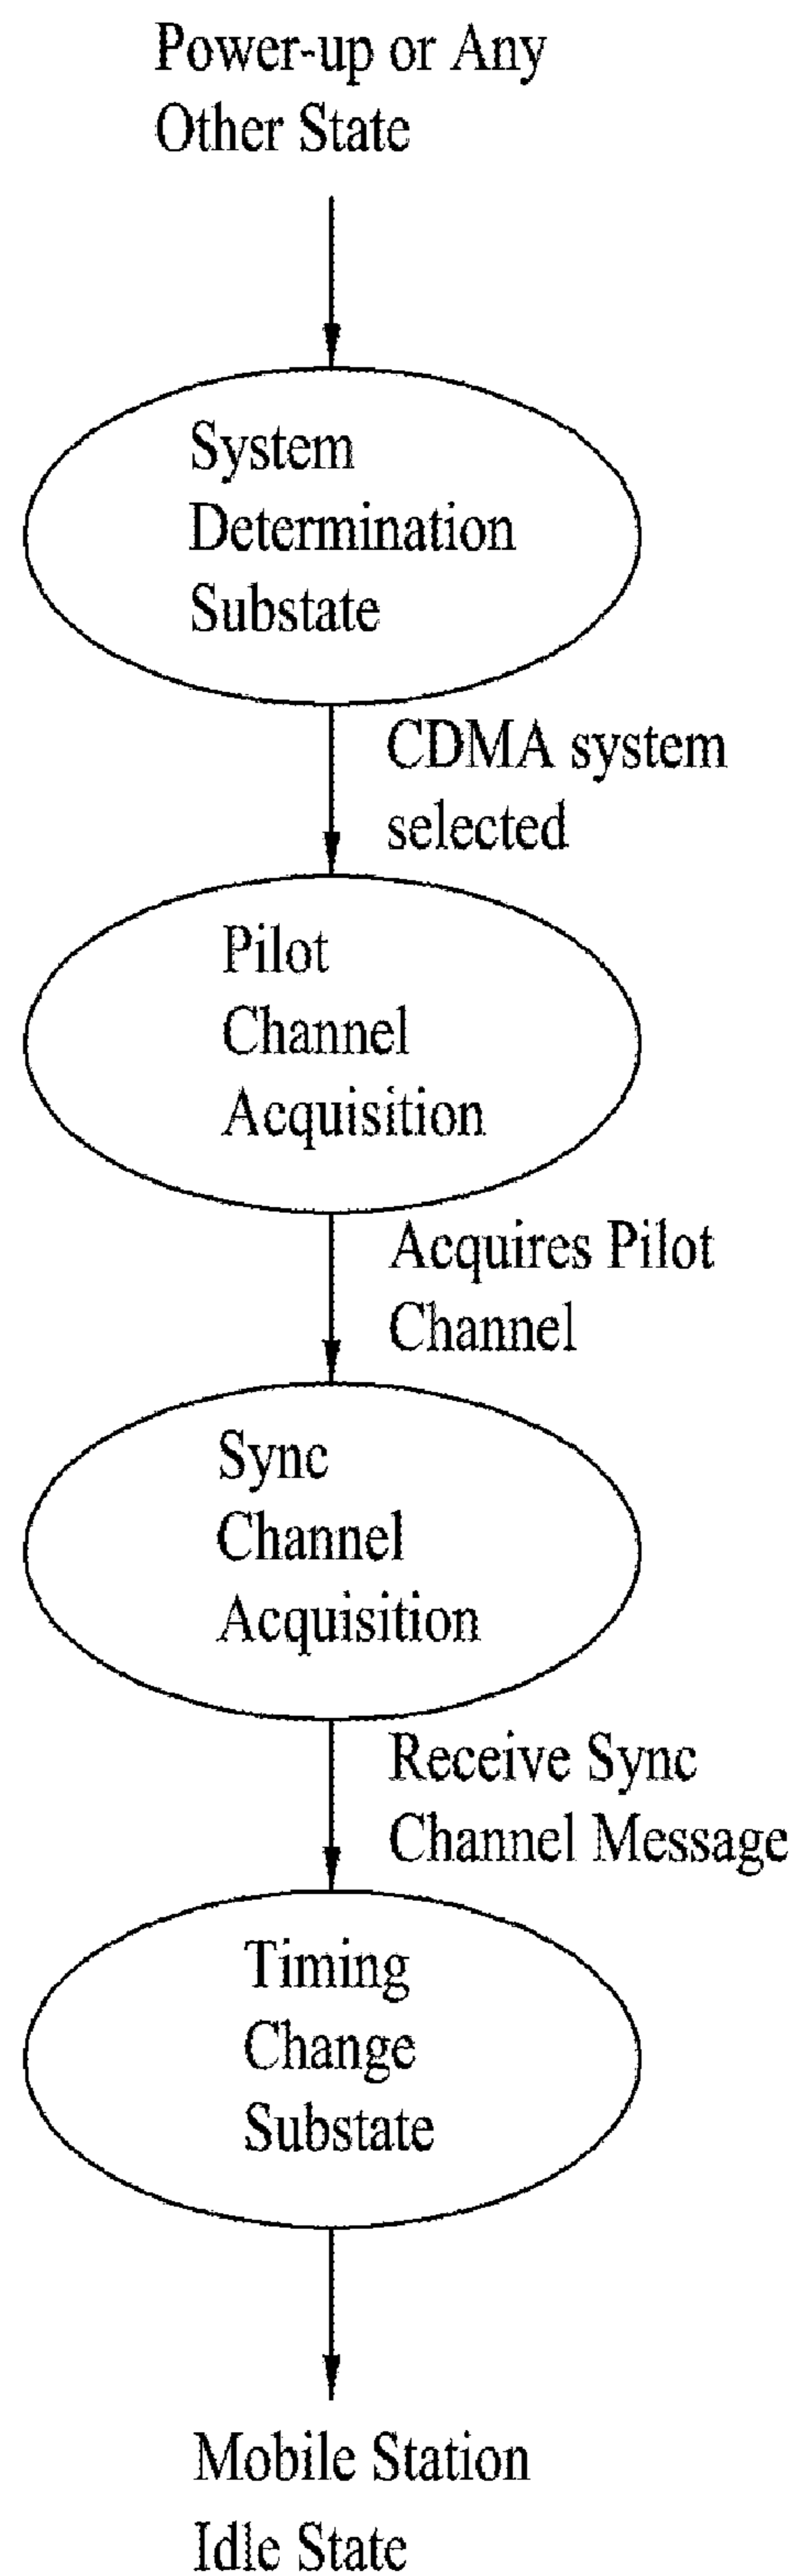 Power-up or Any
Other State
System
Determination
Substate
CDMA system
selected
Pilot
Channel
Acquisition
Acquires Pilot
Channel
Sync
Channel
Acquisition
Receive Sync
Channel Message
Timing
Change
Substate
Mobile Station
Idle State